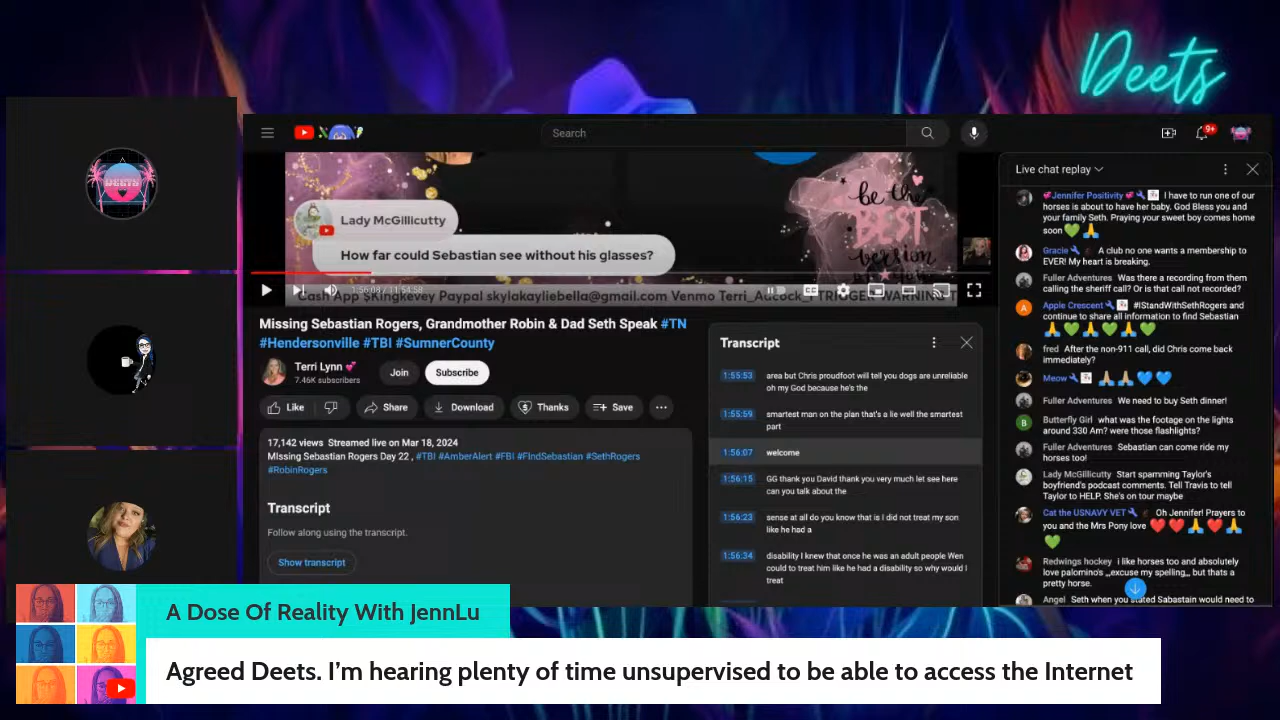 Deets
DEETS
Search
9+
be the
BEST
version
Lady McGillicutty
How far could Sebastian see without his glasses?
1:56:08 / 11:54:58
CC
Cash App $Kingkevey Paypal skylakayliebella@gmail.com Venmo Terri_Adcock_1 TRIGGER WARNING
Missing Sebastian Rogers, Grandmother Robin & Dad Seth Speak #TN
#Hendersonville #TBI #SumnerCounty
Terri Lynn
7.46K subscribers
Join
Subscribe
Like
Share
Download
Thanks
Save
17,142 views Streamed live on Mar 18, 2024
Missing Sebastian Rogers Day 22 , #TBI #AmberAlert #FBI #FIndSebastian #SethRogers
#RobinRogers
Transcript
Follow along using the transcript.
Show transcript
Transcript
1:55:53 area but Chris proudfoot will tell you dogs are unreliable
oh my God because he's the
1:55:59 smartest man on the plan that's a lie well the smartest
part
1:56:07 welcome
1:56:15 GG thank you David thank you very much let see here
can you talk about the
1:56:23 sense at all do you know that is i did not treat my son
like he had a
1:56:34 disability I knew that once he was an adult people Wen
could to treat him like he had a disability so why would I
treat
Live chat replay
💞Jennifer Positivity 💞 I have to run one of our
horses is about to have her baby. God Bless you and
your family Seth. Praying your sweet boy comes home
soon 💚 🙏
Gracie A club no one wants a membership to
EVER! My heart is breaking.
Fuller Adventures Was there a recording from them
calling the sheriff call? Or is that call not recorded?
Apple Crescent #IStandWithSethRogers and
continue to share all information to find Sebastian
🙏💚🙏💚🙏💚🙏
fred After the non-911 call, did Chris come back
immediately?
Meow 🙏🏼🙏🏼💙💙
Fuller Adventures We need to buy Seth dinner!
Butterfly Girl what was the footage on the lights
around 330 Am? were those flashlights?
Fuller Adventures Sebastian can come ride my
horses too!
Lady McGillicutty Start spamming Taylor's
boyfriend's podcast comments. Tell Travis to tell
Taylor to HELP. She's on tour maybe
Cat the USNAVY VET Oh Jennifer! Prayers to
you and the Mrs Pony love ❤️❤️🙏❤️🙏
💚
Redwings hockey i like horses too and absolutely
love palornino's ,,excuse my spelling,, but thats a
pretty horse.
Angel Seth when you stated Sabastain would need to
A Dose Of Reality With JennLu
Agreed Deets. I'm hearing plenty of time unsupervised to be able to access the Internet